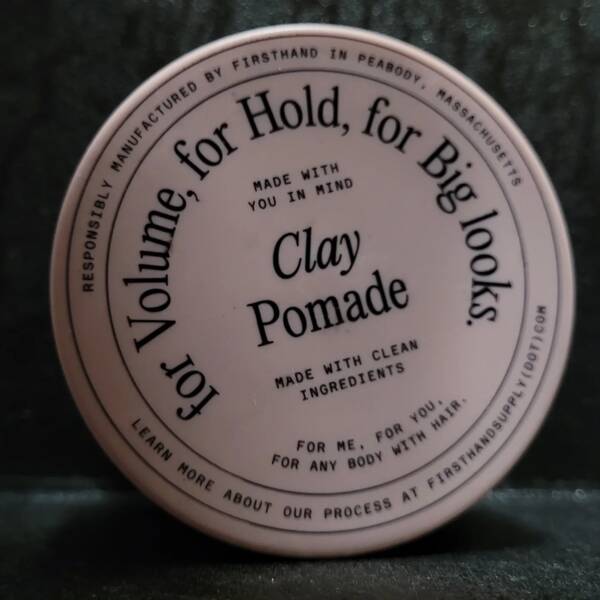 RESPONSIBLY MANUFACTURED BY FIRSTHAND IN PEABODY, MASSACHUSETTS
for Volume, for Hold, for Big looks.
MADE WITH
YOU IN MIND
Clay
Pomade
MADE WITH CLEAN
INGREDIENTS
FOR ME, FOR YOU,
FOR ANY BODY WITH HAIR.
LEARN MORE ABOUT OUR PROCESS AT FIRSTHANDSUPPLY(DOT)COM